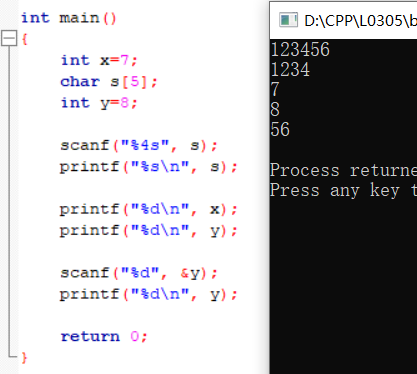 int main()
{
int x=7;
char s[5];
int y=8;
scanf("%4s", s);
printf("%s\n", s);
printf("%d\n", x);
printf("%d\n", y);
scanf("%d", &y);
printf("%d\n", y);
return 0;
}
D:\CPP\L0305\b
123456
1234
7
8
56
Process returne
Press any key t